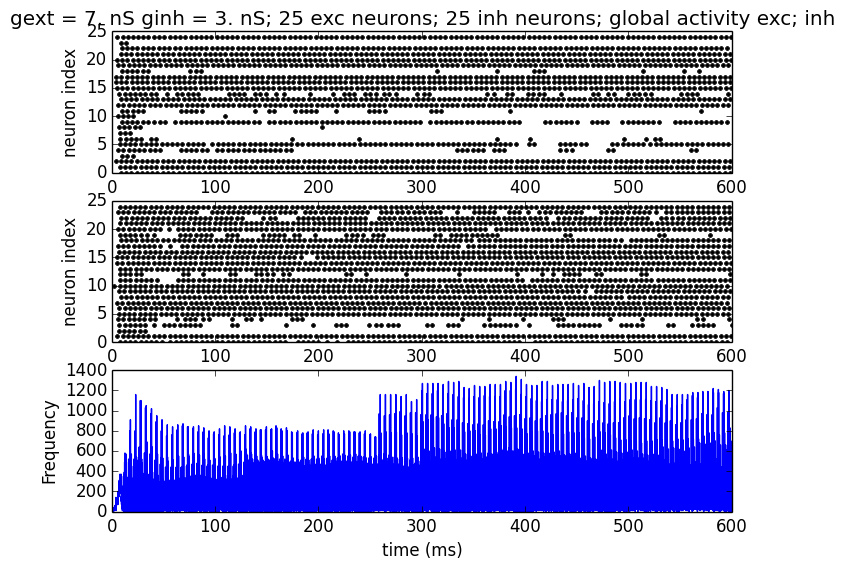 gext = 7. nS ginh = 3. nS; 25 exc neurons; 25 inh neurons; global activity exc; inh
25
20
15
10
5
0
neuron index
0 100 200 300 400 500 600
25
20
15
10
5
0
neuron index
0 100 200 300 400 500 600
1400
1200
1000
800
600
400
200
0
Frequency
0 100 200 300 400 500 600
time (ms)